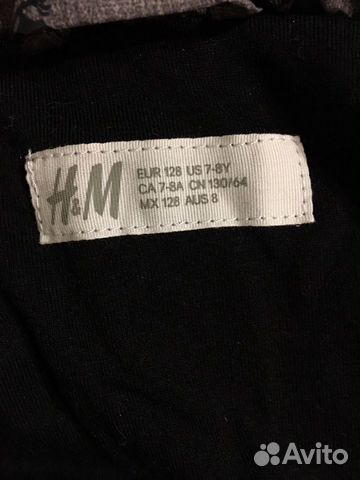 H&M
EUR 128 US 7-8Y
CA 7-8A CN 130/64
MX 128 AUS 8
Avito